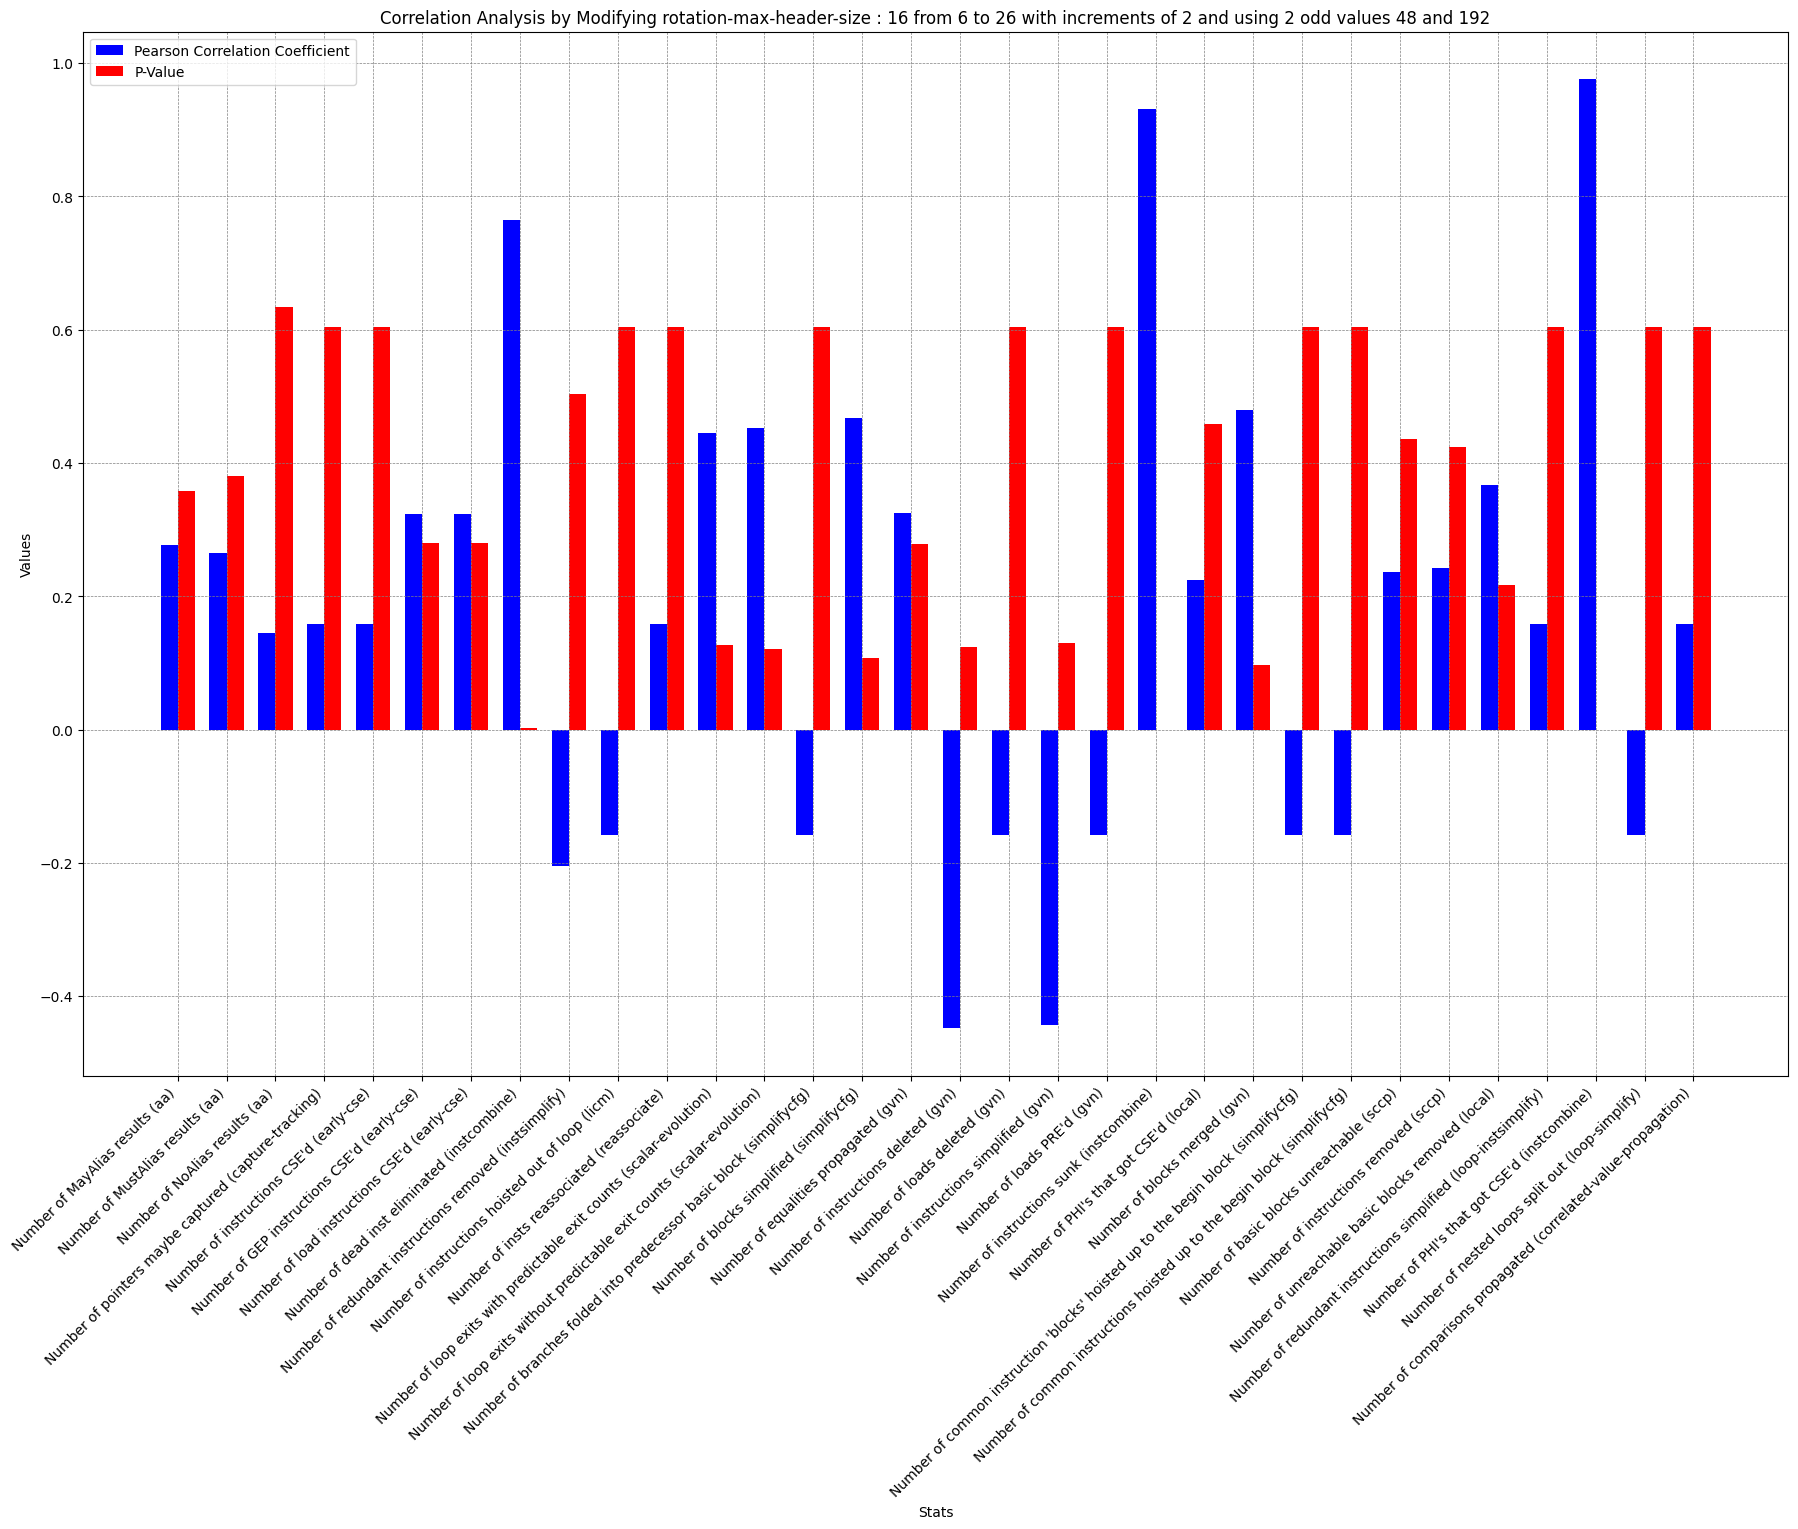 Correlation Analysis by Modifying rotation-max-header-size : 16 from 6 to 26 with increments of 2 and using 2 odd values 48 and 192
Pearson Correlation Coefficient
P-Value
Values
1.0
0.8
0.6
0.4
0.2
0.0
−0.2
−0.4
Number of MayAlias results (aa)
Number of MustAlias results (aa)
Number of NoAlias results (aa)
Number of pointers maybe captured (capture-tracking)
Number of instructions CSE'd (early-cse)
Number of GEP instructions CSE'd (early-cse)
Number of load instructions CSE'd (early-cse)
Number of dead inst eliminated (instcombine)
Number of redundant instructions removed (instsimplify)
Number of instructions hoisted out of loop (licm)
Number of insts reassociated (reassociate)
Number of loop exits with predictable exit counts (scalar-evolution)
Number of loop exits without predictable exit counts (scalar-evolution)
Number of branches folded into predecessor basic block (simplifycfg)
Number of blocks simplified (simplifycfg)
Number of equalities propagated (gvn)
Number of instructions deleted (gvn)
Number of loads deleted (gvn)
Number of instructions simplified (gvn)
Number of loads PRE'd (gvn)
Number of instructions sunk (instcombine)
Number of PHI's that got CSE'd (local)
Number of blocks merged (gvn)
Number of common instruction 'blocks' hoisted up to the begin block (simplifycfg)
Number of common instructions hoisted up to the begin block (simplifycfg)
Number of basic blocks unreachable (sccp)
Number of instructions removed (sccp)
Number of unreachable basic blocks removed (local)
Number of redundant instructions simplified (loop-instsimplify)
Number of PHI's that got CSE'd (instcombine)
Number of nested loops split out (loop-simplify)
Number of comparisons propagated (correlated-value-propagation)
Stats